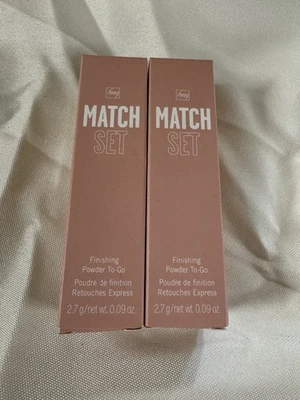 MATCH
SET
Finishing
Powder To-Go
Poudre de finition
Retouches Express
2.7 g/net wt. 0.09 oz.
MATCH
SET
Finishing
Powder To-Go
Poudre de finition
Retouches Express
2.7 g/net wt. 0.09 oz.